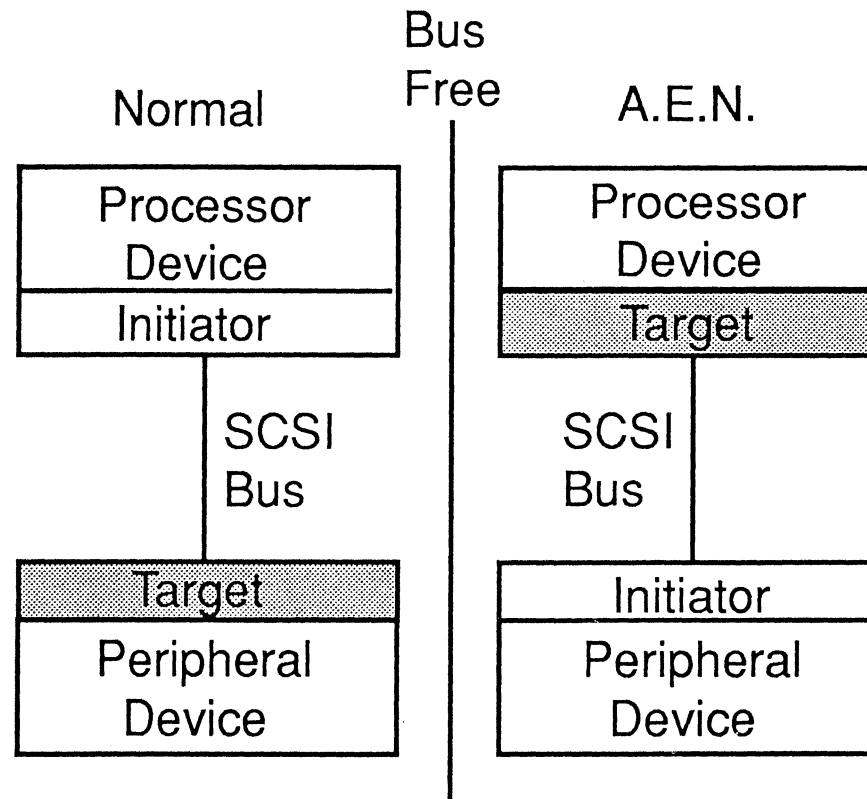 Bus
Free
Normal
Processor
Device
Initiator
SCSI
Bus
Target
Peripheral
Device
A.E.N.
Processor
Device
Target
SCSI
Bus
Initiator
Peripheral
Device